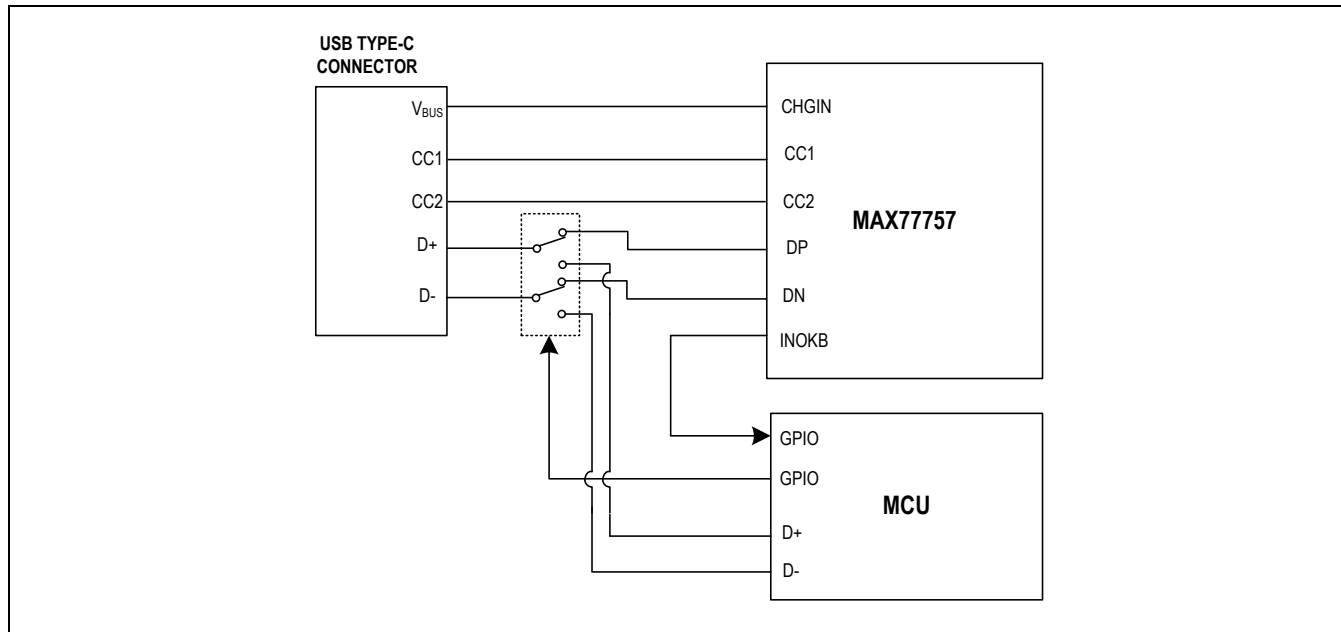 USB TYPE-C
CONNECTOR
VBUS
CC1
CC2
D+
D-
CHGIN
CC1
CC2
DP
DN
INOKB
MAX77757
GPIO
GPIO
D+
D-
MCU